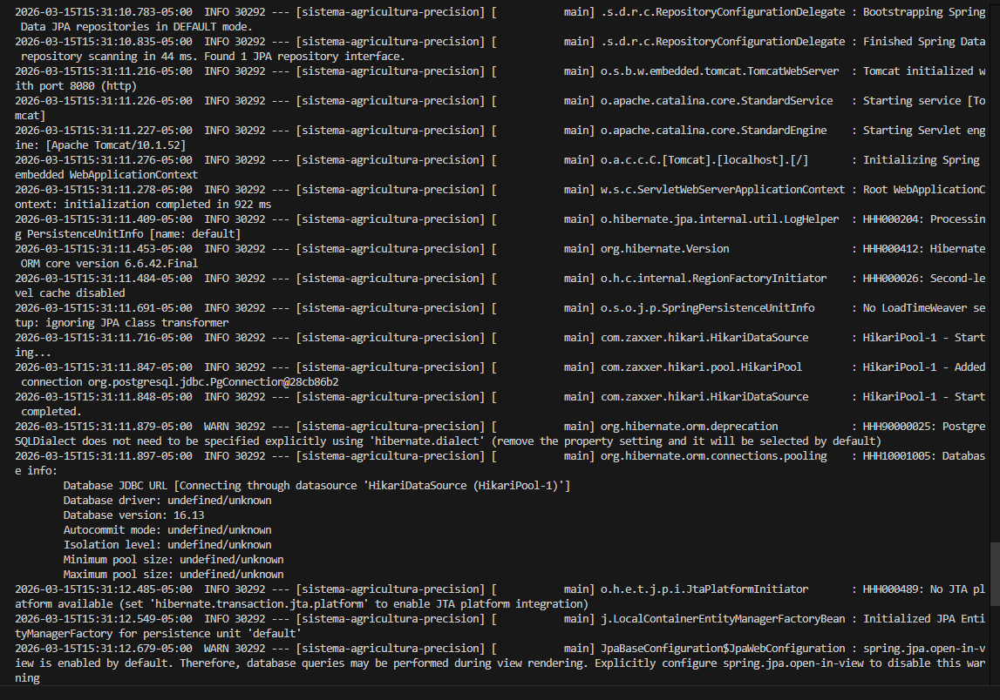 2026-03-15T15:31:10.783-05:00  INFO 30292 --- [sistema-agricultura-precision] [           main] .s.d.r.c.RepositoryConfigurationDelegate : Bootstrapping Spring
 Data JPA repositories in DEFAULT mode.
2026-03-15T15:31:10.835-05:00  INFO 30292 --- [sistema-agricultura-precision] [           main] .s.d.r.c.RepositoryConfigurationDelegate : Finished Spring Data
 repository scanning in 44 ms. Found 1 JPA repository interface.
2026-03-15T15:31:11.216-05:00  INFO 30292 --- [sistema-agricultura-precision] [           main] o.s.b.w.embedded.tomcat.TomcatWebServer  : Tomcat initialized w
ith port 8080 (http)
2026-03-15T15:31:11.226-05:00  INFO 30292 --- [sistema-agricultura-precision] [           main] o.apache.catalina.core.StandardService   : Starting service [To
mcat]
2026-03-15T15:31:11.227-05:00  INFO 30292 --- [sistema-agricultura-precision] [           main] o.apache.catalina.core.StandardEngine    : Starting Servlet eng
ine: [Apache Tomcat/10.1.52]
2026-03-15T15:31:11.276-05:00  INFO 30292 --- [sistema-agricultura-precision] [           main] o.a.c.c.C.[Tomcat].[localhost].[/]       : Initializing Spring
embedded WebApplicationContext
2026-03-15T15:31:11.278-05:00  INFO 30292 --- [sistema-agricultura-precision] [           main] w.s.c.ServletWebServerApplicationContext : Root WebApplicationC
ontext: initialization completed in 922 ms
2026-03-15T15:31:11.409-05:00  INFO 30292 --- [sistema-agricultura-precision] [           main] o.hibernate.jpa.internal.util.LogHelper  : HHH000204: Processin
g PersistenceUnitInfo [name: default]
2026-03-15T15:31:11.453-05:00  INFO 30292 --- [sistema-agricultura-precision] [           main] org.hibernate.Version                    : HHH000412: Hibernate
 ORM core version 6.6.42.Final
2026-03-15T15:31:11.484-05:00  INFO 30292 --- [sistema-agricultura-precision] [           main] o.h.c.internal.RegionFactoryInitiator    : HHH000026: Second-le
vel cache disabled
2026-03-15T15:31:11.691-05:00  INFO 30292 --- [sistema-agricultura-precision] [           main] o.s.o.j.p.SpringPersistenceUnitInfo      : No LoadTimeWeaver se
tup: ignoring JPA class transformer
2026-03-15T15:31:11.716-05:00  INFO 30292 --- [sistema-agricultura-precision] [           main] com.zaxxer.hikari.HikariDataSource       : HikariPool-1 - Start
ing...
2026-03-15T15:31:11.847-05:00  INFO 30292 --- [sistema-agricultura-precision] [           main] com.zaxxer.hikari.pool.HikariPool        : HikariPool-1 - Added
 connection org.postgresql.jdbc.PgConnection@28cb86b2
2026-03-15T15:31:11.848-05:00  INFO 30292 --- [sistema-agricultura-precision] [           main] com.zaxxer.hikari.HikariDataSource       : HikariPool-1 - Start
 completed.
2026-03-15T15:31:11.879-05:00  WARN 30292 --- [sistema-agricultura-precision] [           main] org.hibernate.orm.deprecation            : HHH90000025: Postgre
SQLDialect does not need to be specified explicitly using 'hibernate.dialect' (remove the property setting and it will be selected by default)
2026-03-15T15:31:11.897-05:00  INFO 30292 --- [sistema-agricultura-precision] [           main] org.hibernate.orm.connections.pooling    : HHH10001005: Databas
e info:
        Database JDBC URL [Connecting through datasource 'HikariDataSource (HikariPool-1)']
        Database driver: undefined/unknown
        Database version: 16.13
        Autocommit mode: undefined/unknown
        Isolation level: undefined/unknown
        Minimum pool size: undefined/unknown
        Maximum pool size: undefined/unknown
2026-03-15T15:31:12.485-05:00  INFO 30292 --- [sistema-agricultura-precision] [           main] o.h.e.t.j.p.i.JtaPlatformInitiator       : HHH000489: No JTA pl
atform available (set 'hibernate.transaction.jta.platform' to enable JTA platform integration)
2026-03-15T15:31:12.549-05:00  INFO 30292 --- [sistema-agricultura-precision] [           main] j.LocalContainerEntityManagerFactoryBean : Initialized JPA Enti
tyManagerFactory for persistence unit 'default'
2026-03-15T15:31:12.679-05:00  WARN 30292 --- [sistema-agricultura-precision] [           main] JpaBaseConfiguration$JpaWebConfiguration : spring.jpa.open-in-v
iew is enabled by default. Therefore, database queries may be performed during view rendering. Explicitly configure spring.jpa.open-in-view to disable this war
ning